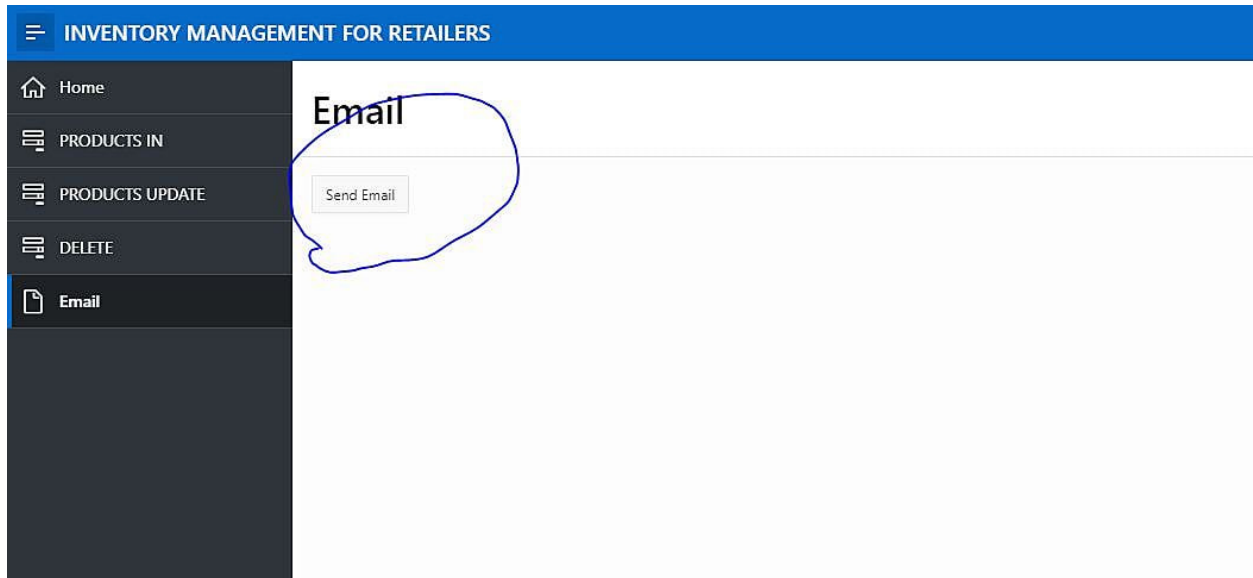 INVENTORY MANAGEMENT FOR RETAILERS
Home
PRODUCTS IN
PRODUCTS UPDATE
DELETE
Email
Email
Send Email